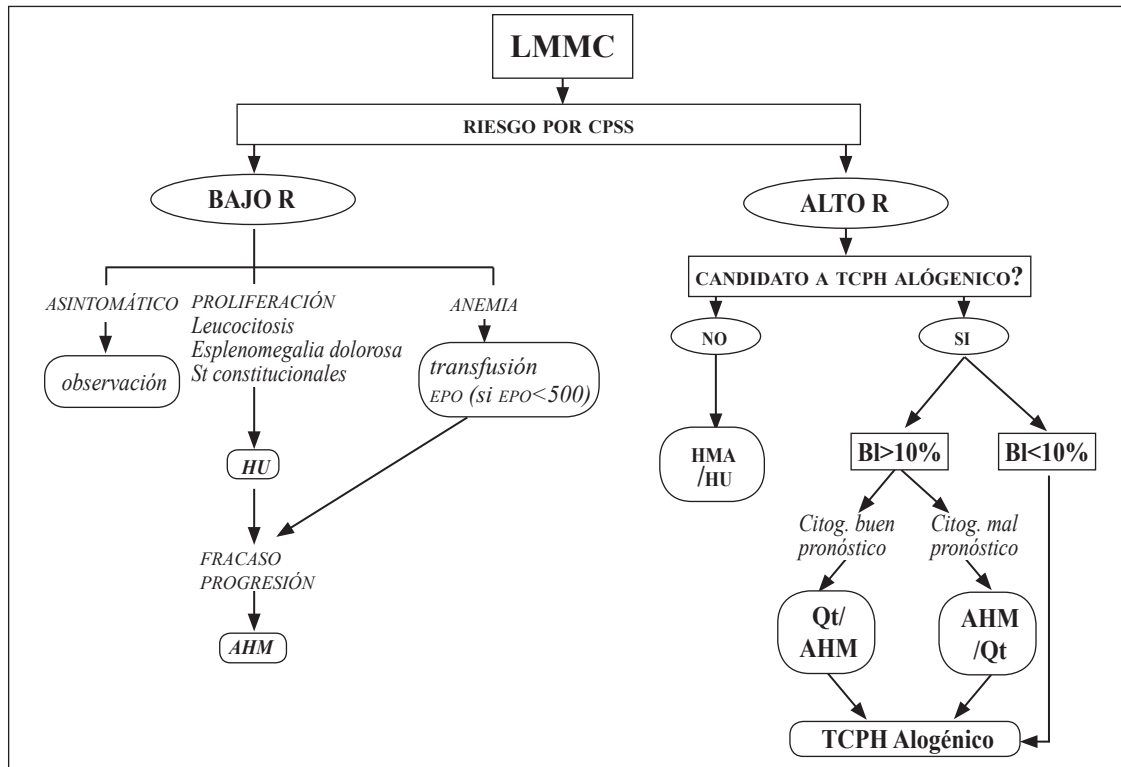 LMMC
RIESGO POR CPSS
BAJO R
ALTO R
CANDIDATO A TCPH ALÓGENICO?
ASINTOMÁTICO
observación
PROLIFERACIÓN
Leucocitosis
Esplenomegalia dolorosa
St constitucionales
ANEMIA
transfusión
EPO (si EPO<500)
HU
FRACASO
PROGRESIÓN
AHM
NO
SI
HMA
/HU
Bl>10%
Bl<10%
Citog. buen
pronóstico
Citog. mal
pronóstico
Qt/
AHM
AHM
/Qt
TCPH Alogénico